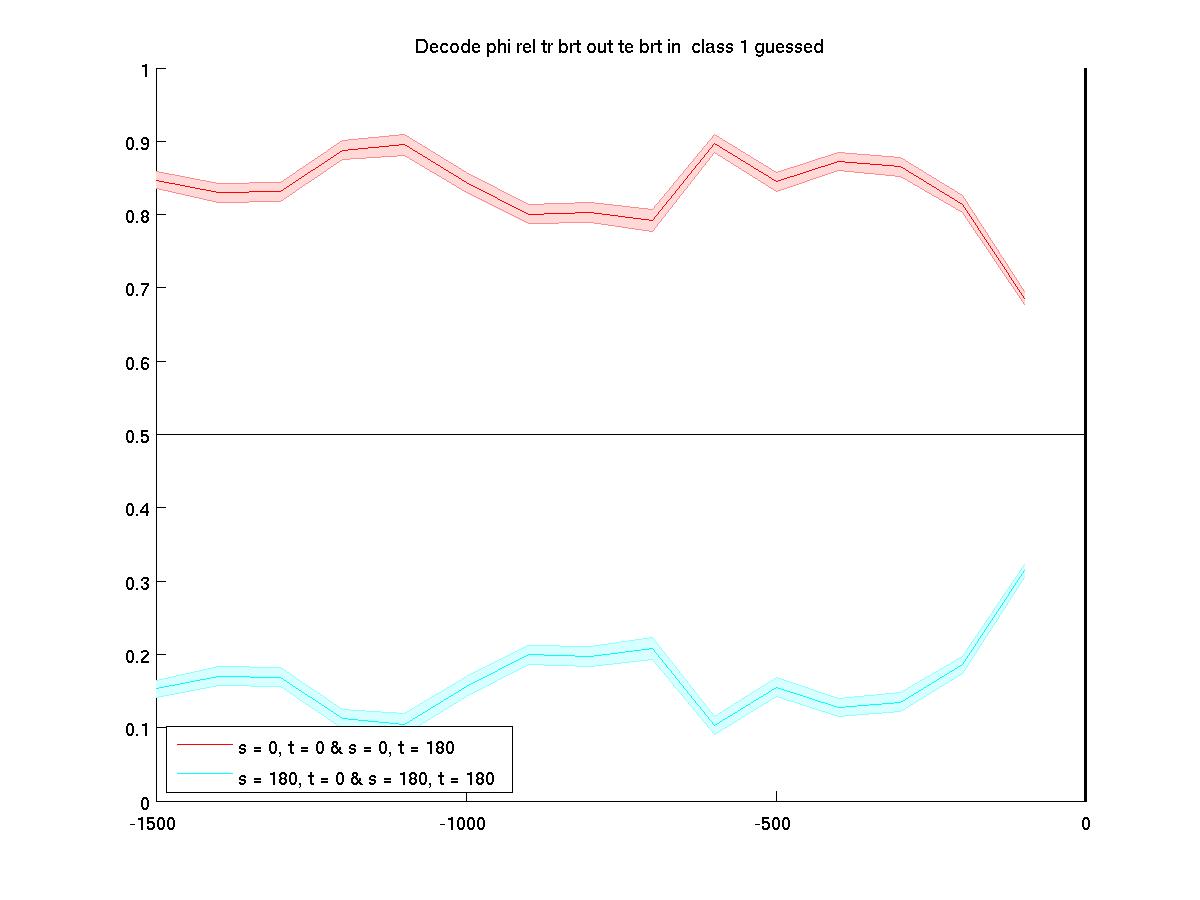 Decode phi rel tr brt out te brt in  class 1 guessed
1
0.9
0.8
0.7
0.6
0.5
0.4
0.3
0.2
0.1
0
s = 0, t = 0 & s = 0, t = 180
s = 180, t = 0 & s = 180, t = 180
-1500 -1000 -500 0